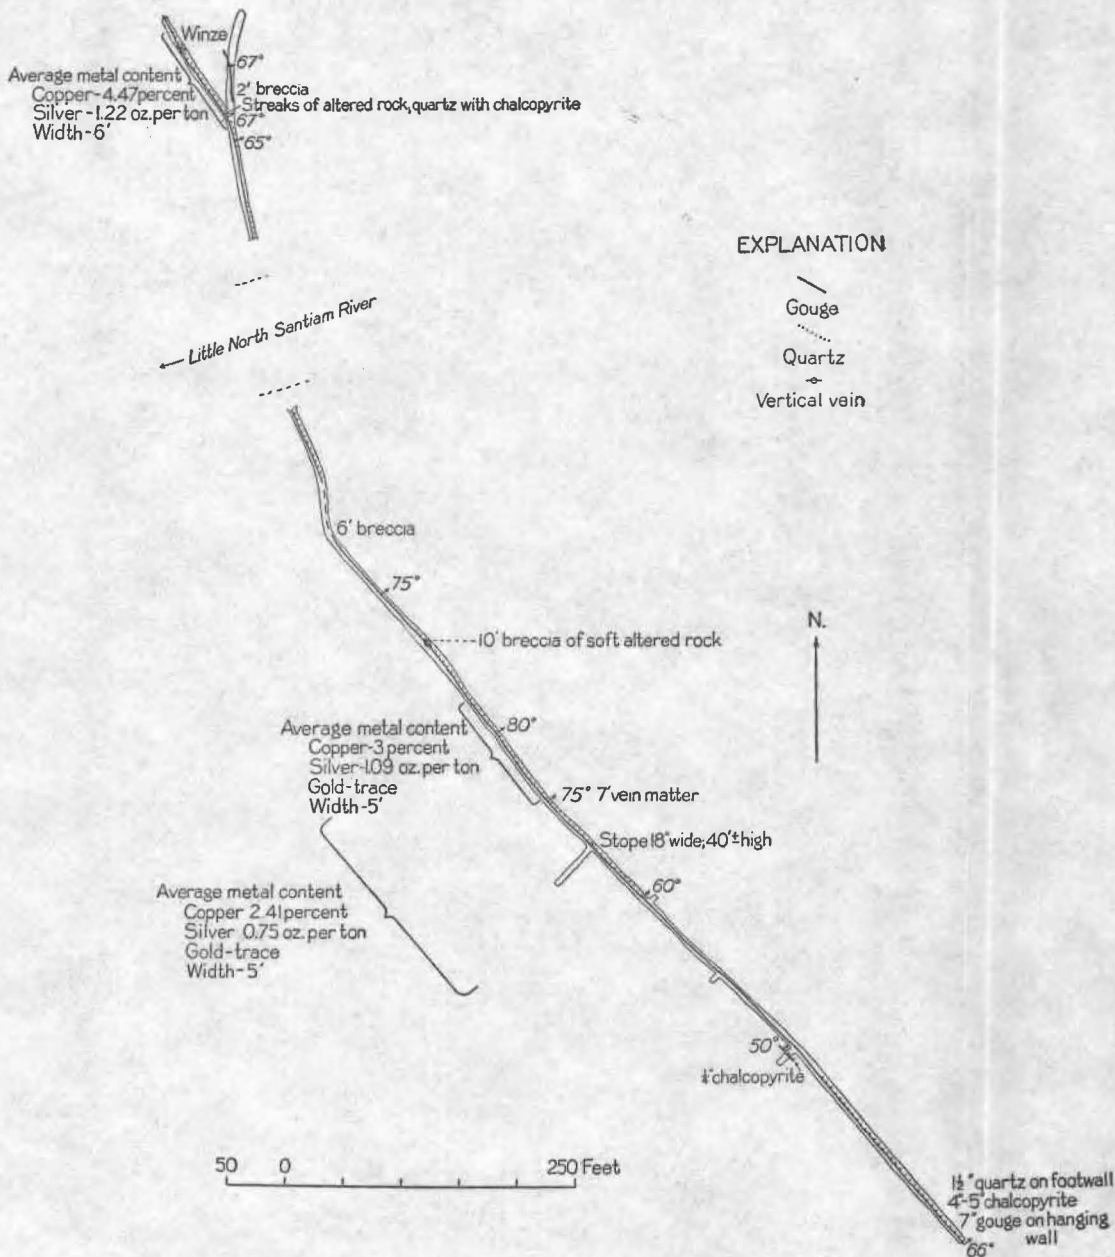 Winze
67°
Average metal content
Copper-4.47 percent
Silver-1.22 oz. per ton
Width-6'
2' breccia
Streaks of altered rock, quartz with chalcopyrite
67°
65°
EXPLANATION
Gouge
Quartz
Vertical vein
Little North Santiam River
6' breccia
75°
10' breccia of soft altered rock
N.
80°
Average metal content
Copper-3 percent
Silver-1.09 oz. per ton
Gold-trace
Width-5'
75° 7' vein matter
Stope 18" wide; 40'± high
60°
Average metal content
Copper 2.41 percent
Silver 0.75 oz. per ton
Gold-trace
Width-5'
50°
chalcopyrite
50 0 250 Feet
1½" quartz on footwall
4"-5" chalcopyrite
7" gouge on hanging
wall
66°